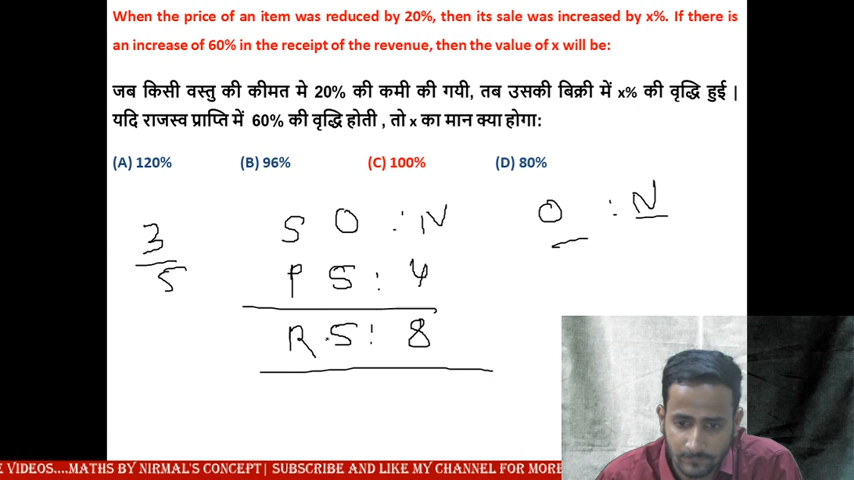 When the price of an item was reduced by 20%, then its sale was increased by x%. If there is
an increase of 60% in the receipt of the revenue, then the value of x will be:
जब किसी वस्तु की कीमत मे 20% की कमी की गयी, तब उसकी बिक्री में x% की वृद्धि हुई |
यदि राजस्व प्राप्ति में 60% की वृद्धि होती , तो x का मान क्या होगा:
(A) 120% (B) 96% (C) 100% (D) 80%
S O : N O : N
3/5 P 5 : 4
R 5 : 8
E VIDEOS....MATHS BY NIRMAL'S CONCEPT| SUBSCRIBE AND LIKE MY CHANNEL FOR MORE